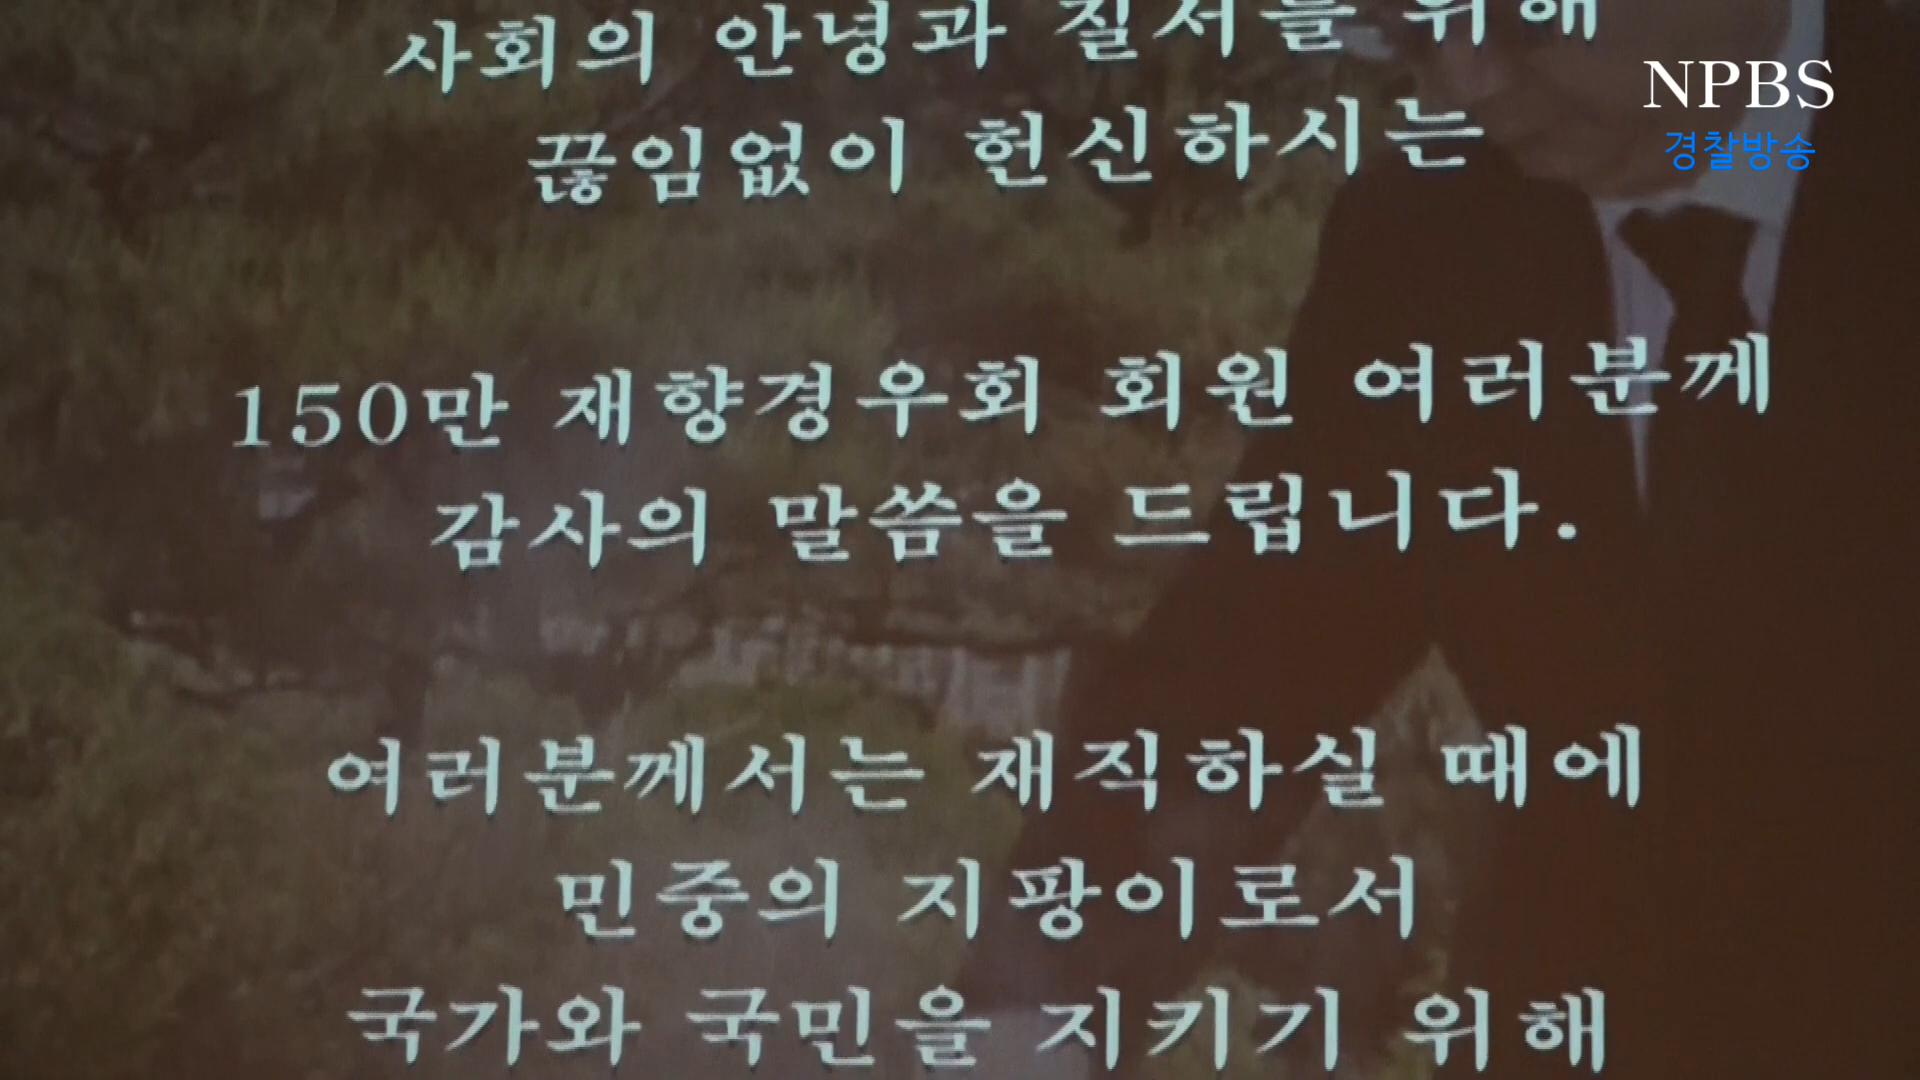 사회의 안녕과 질서를 위해
NPBS
경찰방송
끊임없이 헌신하시는
150만 재향경우회 회원 여러분께
감사의 말씀을 드립니다.
여러분께서는 재직하실 때에
민중의 지팡이로서
국가와 국민을 지키기 위해